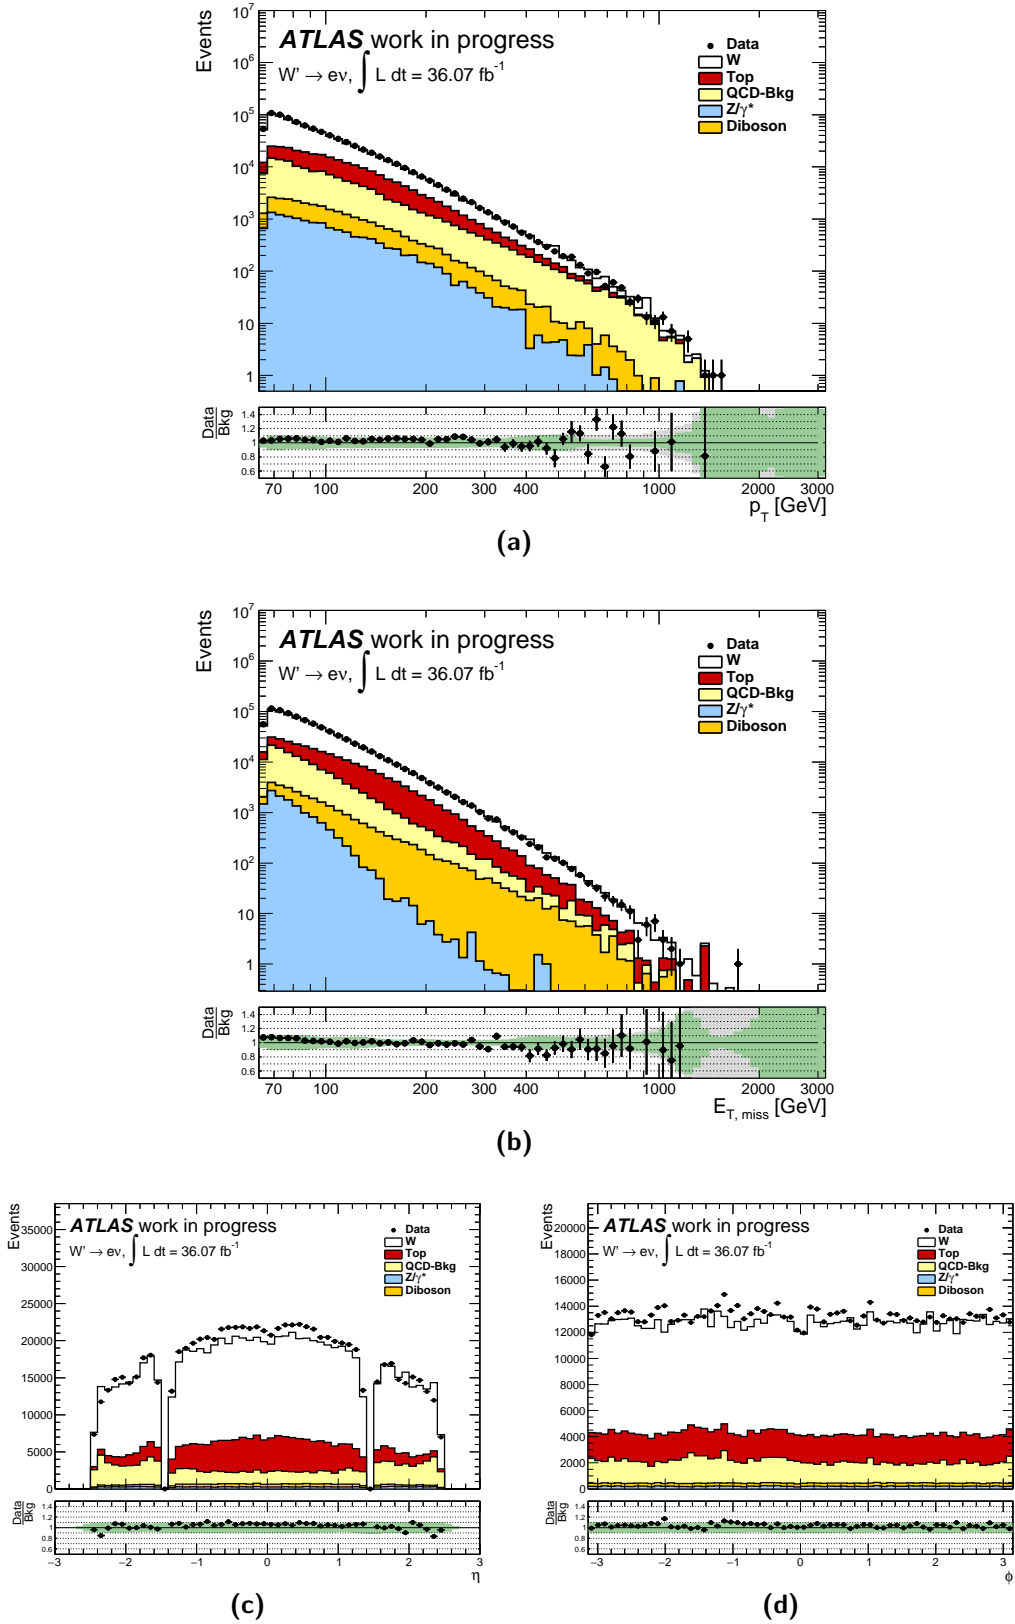 Events
10^7
10^6
10^5
10^4
10^3
10^2
10
1
ATLAS work in progress
W' → eν, ∫ L dt = 36.07 fb^-1
Data
W
Top
QCD-Bkg
Z/γ*
Diboson
Data
Bkg
1.4
1.2
1
0.8
0.6
70 100 200 300 400 1000 2000 3000
p_T [GeV]
(a)
Events
10^7
10^6
10^5
10^4
10^3
10^2
10
1
ATLAS work in progress
W' → eν, ∫ L dt = 36.07 fb^-1
Data
W
Top
QCD-Bkg
Z/γ*
Diboson
Data
Bkg
1.4
1.2
1
0.8
0.6
70 100 200 300 400 1000 2000 3000
E_T, miss [GeV]
(b)
Events
35000
30000
25000
20000
15000
10000
5000
0
ATLAS work in progress
W' → eν, ∫ L dt = 36.07 fb^-1
Data
W
Top
QCD-Bkg
Z/γ*
Diboson
Data
Bkg
1.4
1.2
1
0.8
0.6
−3 −2 −1 0 1 2 3
η
(c)
Events
20000
18000
16000
14000
12000
10000
8000
6000
4000
2000
0
ATLAS work in progress
W' → eν, ∫ L dt = 36.07 fb^-1
Data
W
Top
QCD-Bkg
Z/γ*
Diboson
Data
Bkg
1.4
1.2
1
0.8
0.6
−3 −2 −1 0 1 2 3
ϕ
(d)